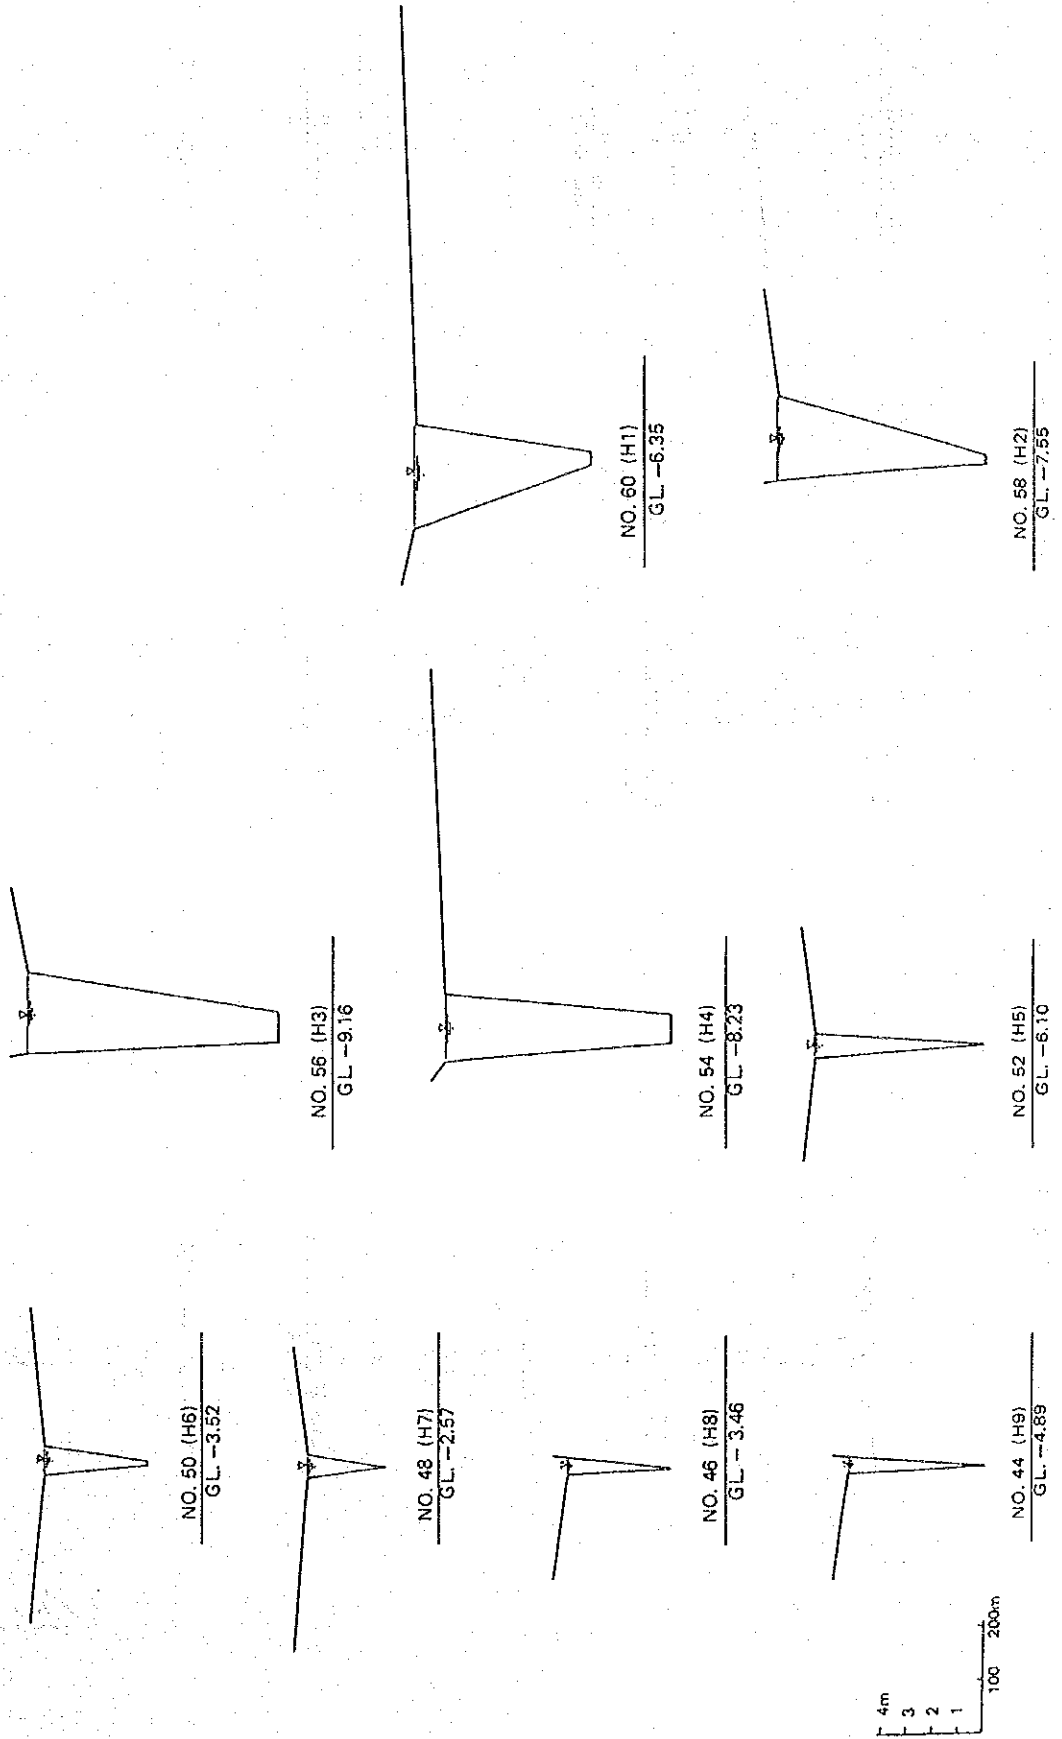 NO. 50 (H6)
GL. -3.52
NO. 48 (H7)
GL. -2.57
NO. 46 (H8)
GL. -3.46
NO. 44 (H9)
GL. -4.89
NO. 56 (H3)
GL. -9.16
NO. 54 (H4)
GL. -8.23
NO. 52 (H5)
GL. -6.10
NO. 60 (H1)
GL. -6.35
NO. 58 (H2)
GL. -7.55
4m
3
2
1
100 200m